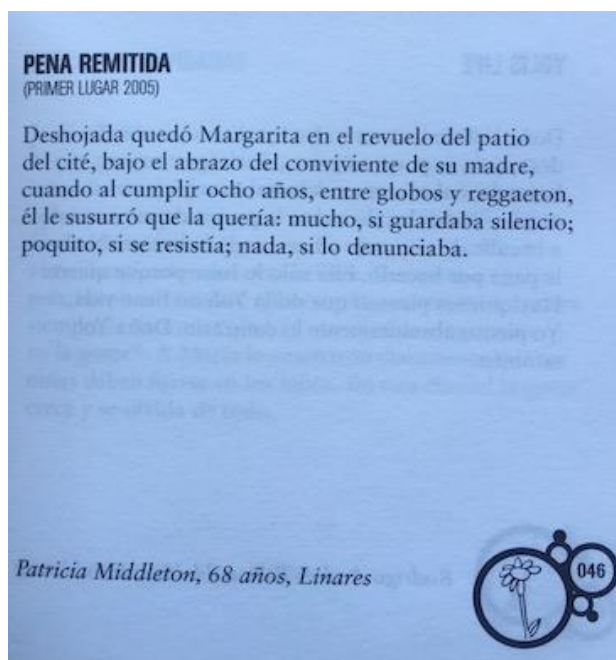 PENA REMITIDA
(PRIMER LUGAR 2005)
Deshojada quedó Margarita en el revuelo del patio
del cité, bajo el abrazo del conviviente de su madre,
cuando al cumplir ocho años, entre globos y reggaeton,
él le susurró que la quería: mucho, si guardaba silencio;
poquito, si se resistía; nada, si lo denunciaba.
Patricia Middleton, 68 años, Linares
046